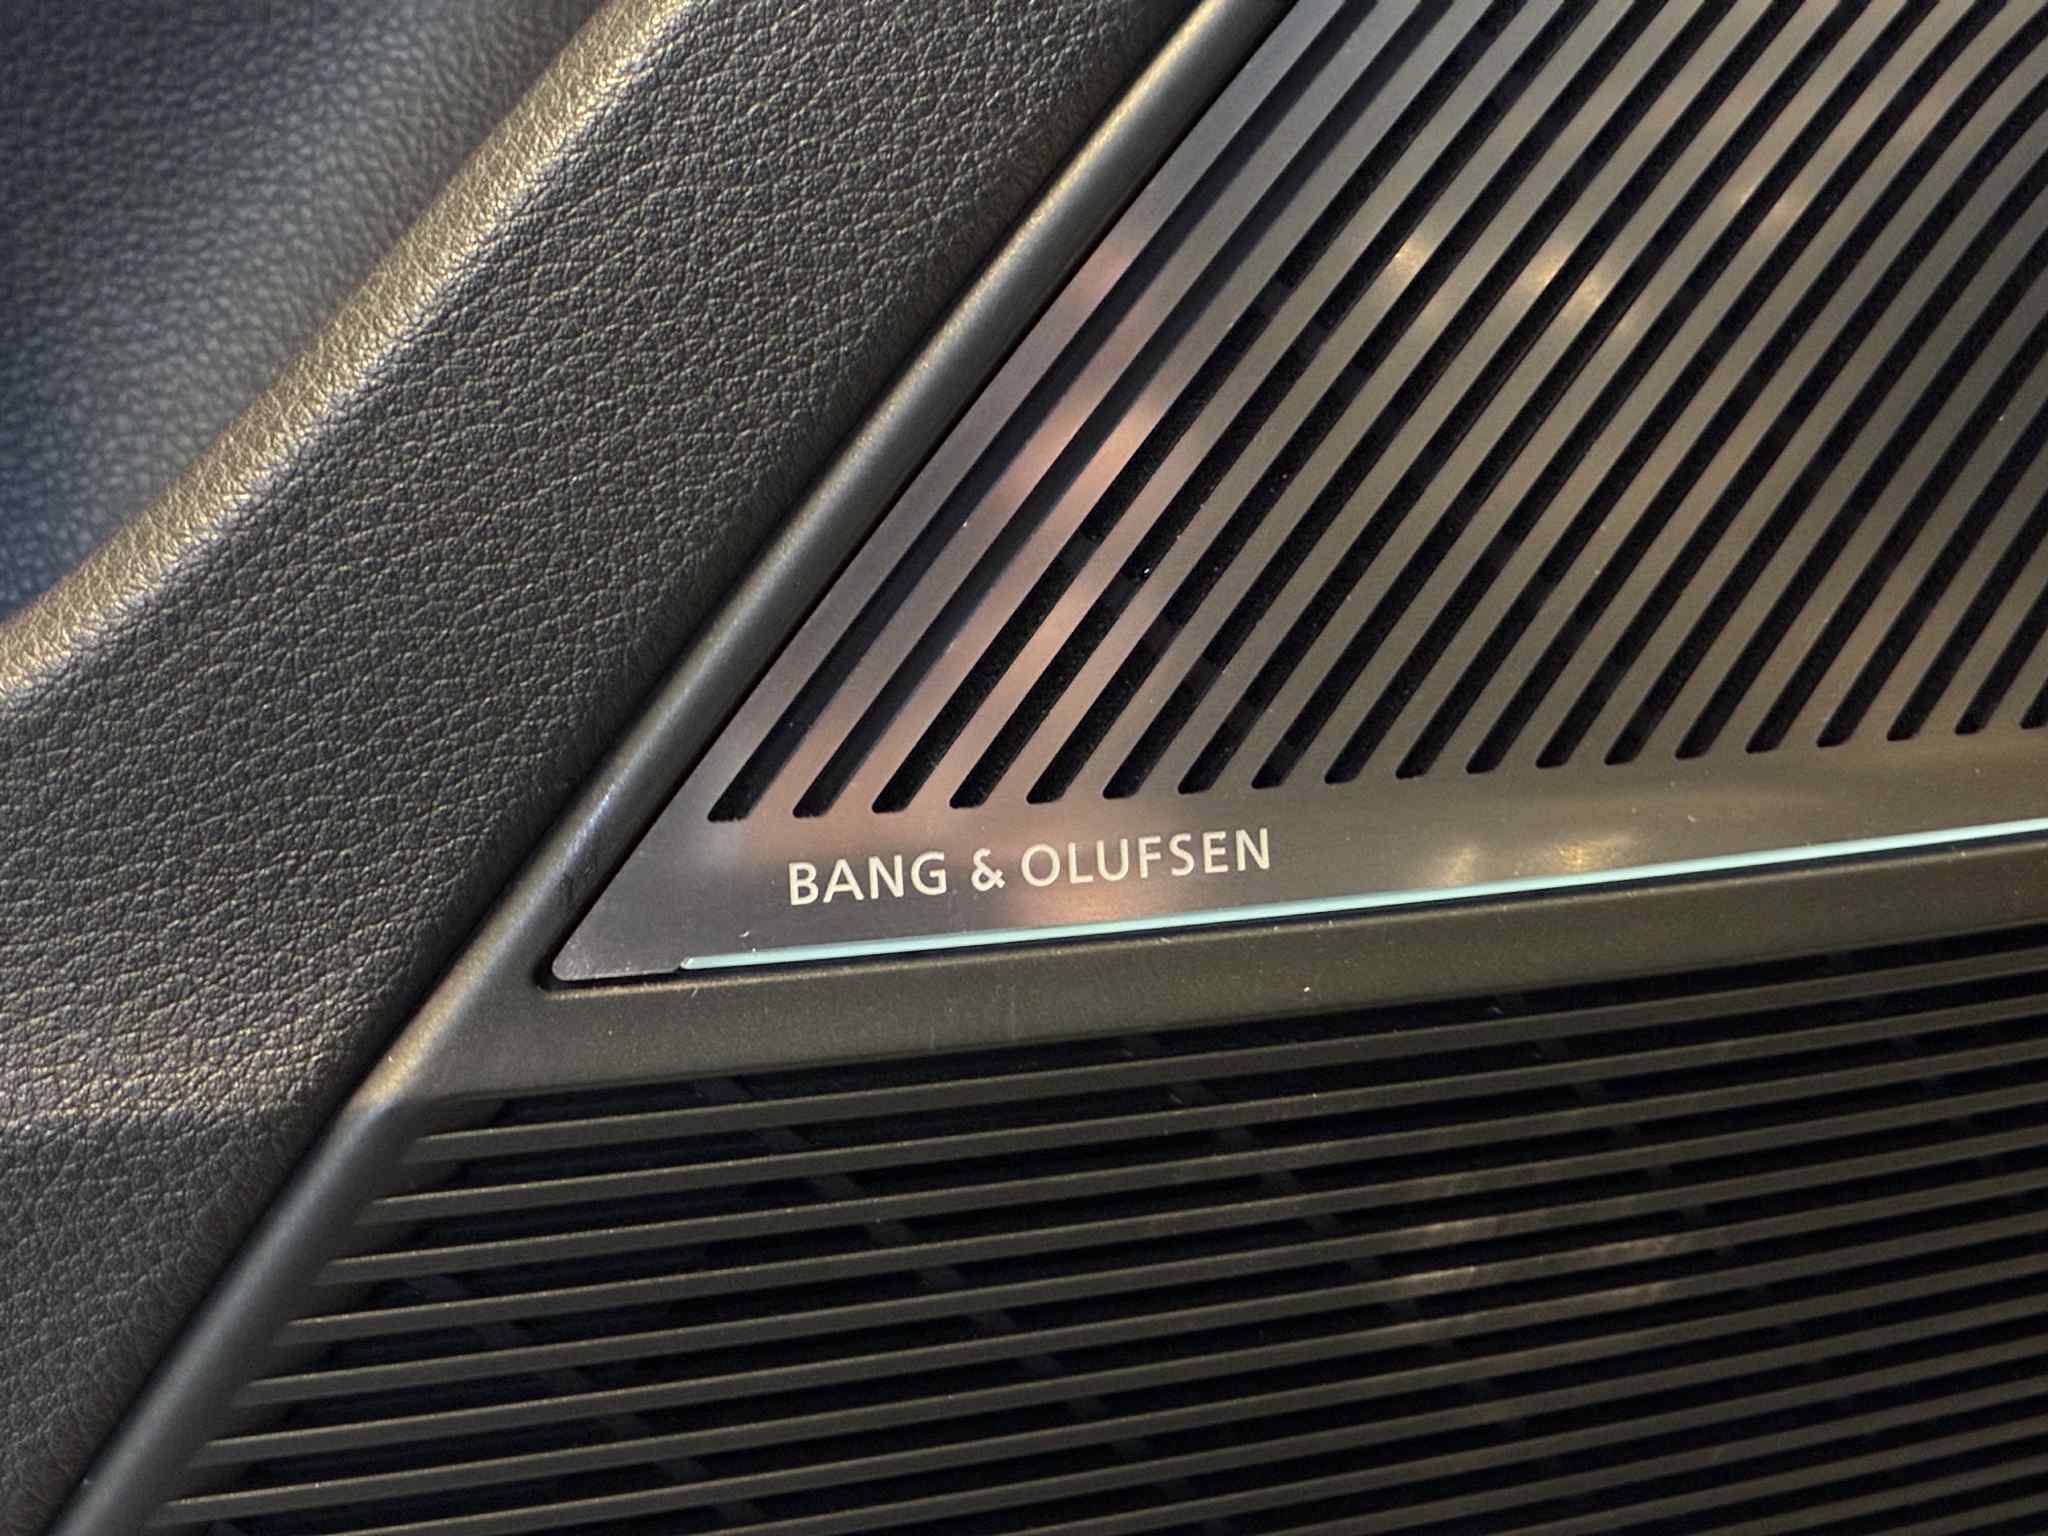 BANG & OLUFSEN